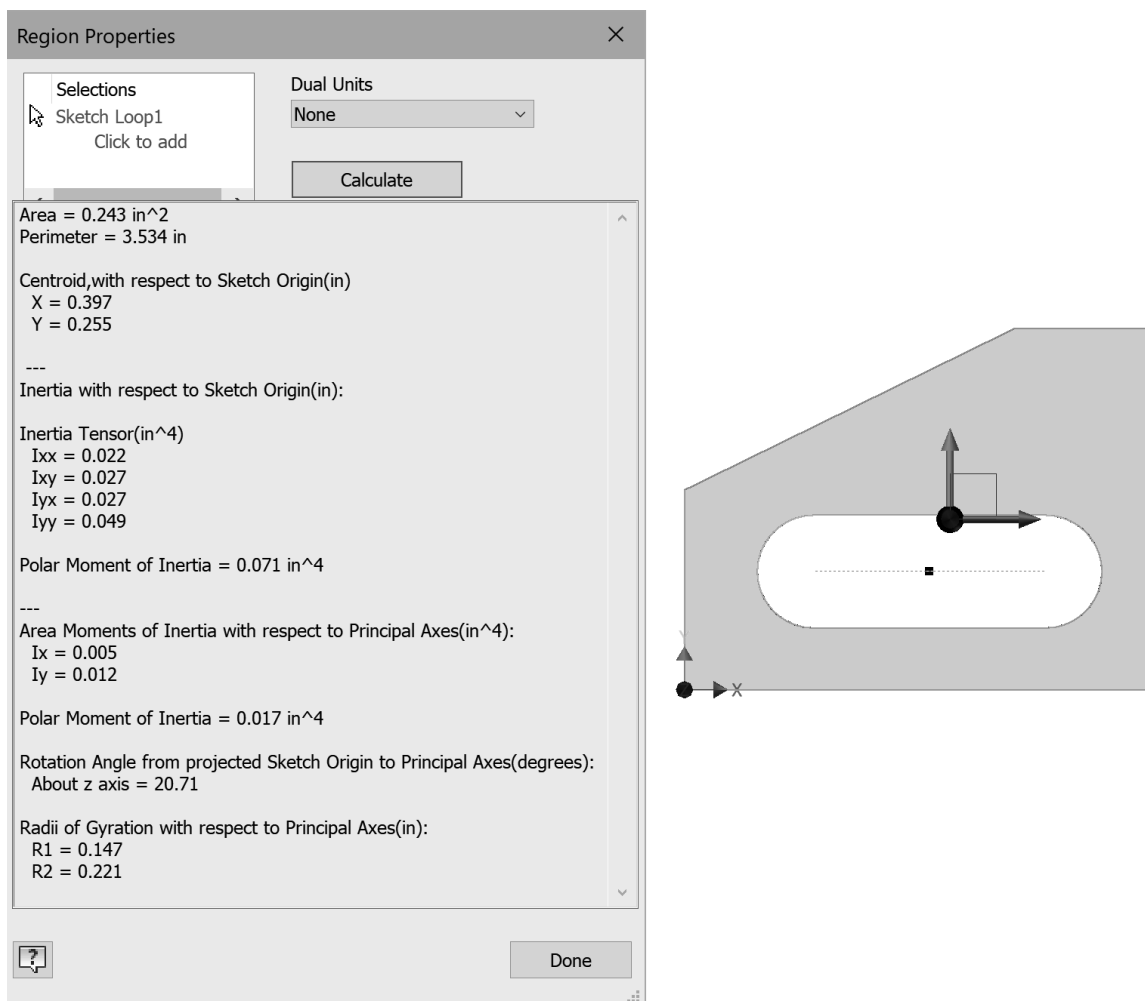 Region Properties
Selections
Sketch Loop1
Click to add
Dual Units
None
Calculate
Area = 0.243 in^2
Perimeter = 3.534 in
Centroid,with respect to Sketch Origin(in)
X = 0.397
Y = 0.255
---
Inertia with respect to Sketch Origin(in):
Inertia Tensor(in^4)
Ixx = 0.022
Ixy = 0.027
Iyx = 0.027
Iyy = 0.049
Polar Moment of Inertia = 0.071 in^4
---
Area Moments of Inertia with respect to Principal Axes(in^4):
Ix = 0.005
Iy = 0.012
Polar Moment of Inertia = 0.017 in^4
Rotation Angle from projected Sketch Origin to Principal Axes(degrees):
About z axis = 20.71
Radii of Gyration with respect to Principal Axes(in):
R1 = 0.147
R2 = 0.221
?
Done
Y
X